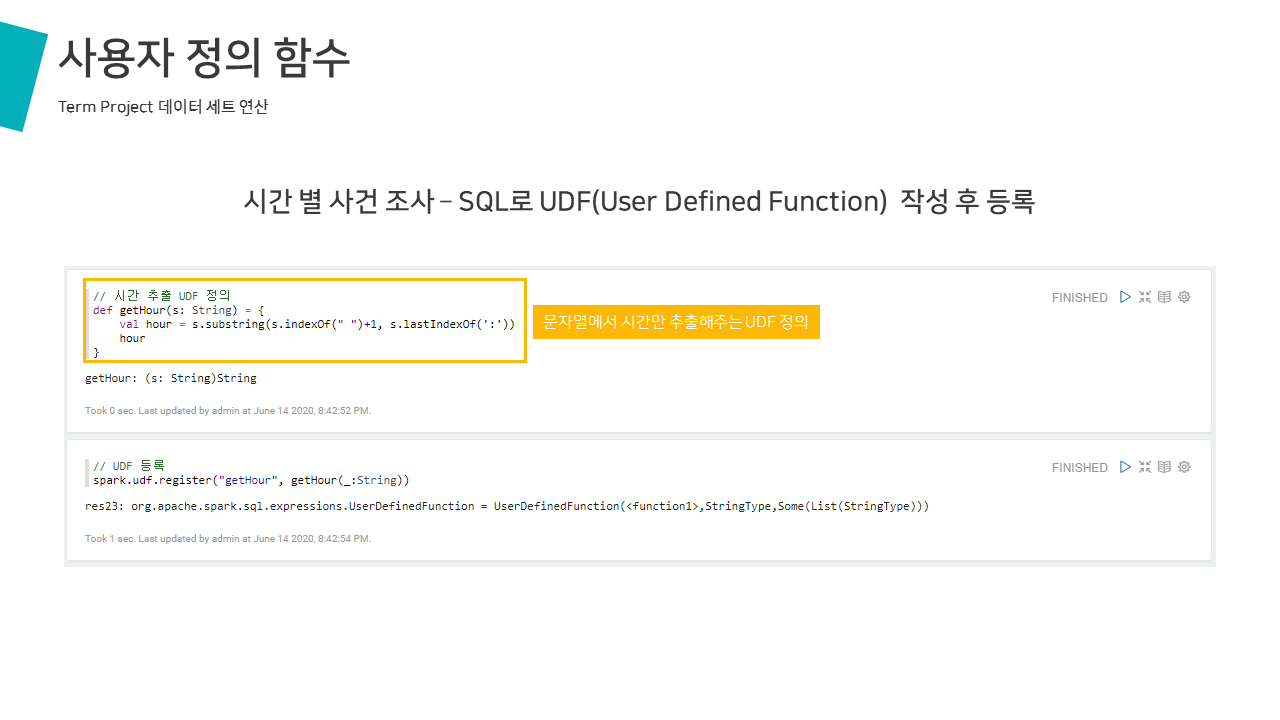 사용자 정의 함수
Term Project 데이터 세트 연산
시간 별 사건 조사 – SQL로 UDF(User Defined Function) 작성 후 등록
// 시간 추출 UDF 정의
def getHour(s: String) = {
val hour = s.substring(s.indexOf(" ")+1, s.lastIndexOf(':'))
hour
}
문자열에서 시간만 추출해주는 UDF 정의
FINISHED
getHour: (s: String)String
Took 0 sec. Last updated by admin at June 14 2020, 8:42:52 PM.
// UDF 등록
spark.udf.register("getHour", getHour(_:String))
FINISHED
res23: org.apache.spark.sql.expressions.UserDefinedFunction = UserDefinedFunction(<function1>,StringType,Some(List(StringType)))
Took 1 sec. Last updated by admin at June 14 2020, 8:42:54 PM.